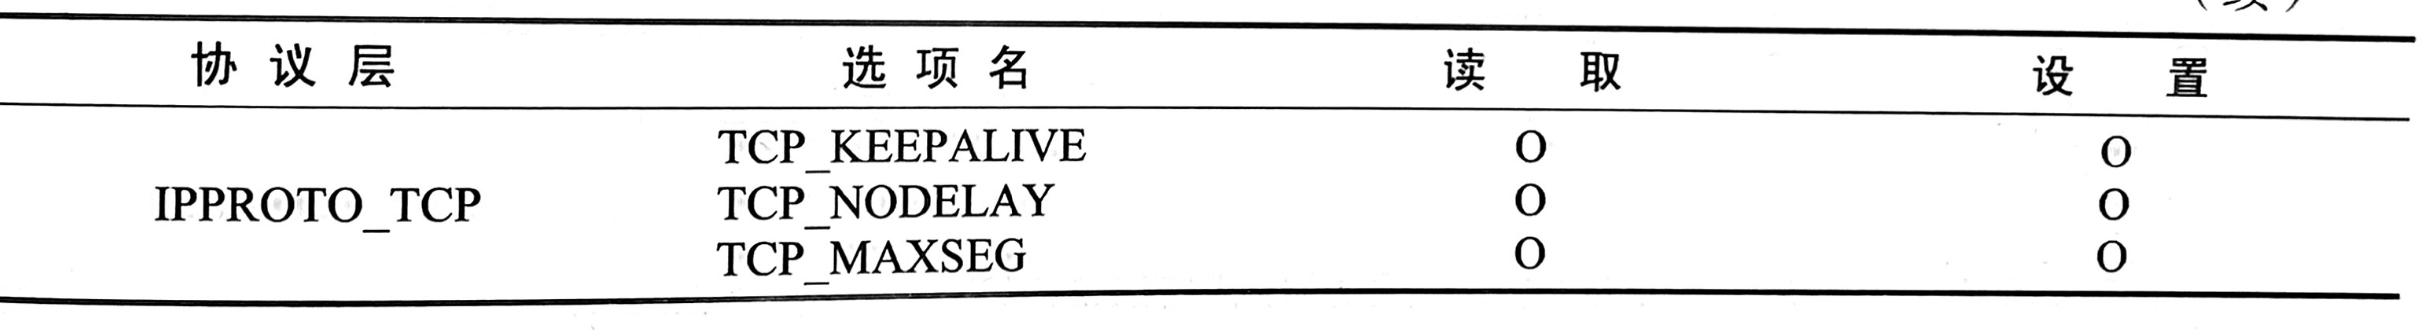 （续）
协议层 选项名 读取 设置
TCP_KEEPALIVE O O
IPPROTO_TCP TCP_NODELAY O O
TCP_MAXSEG O O